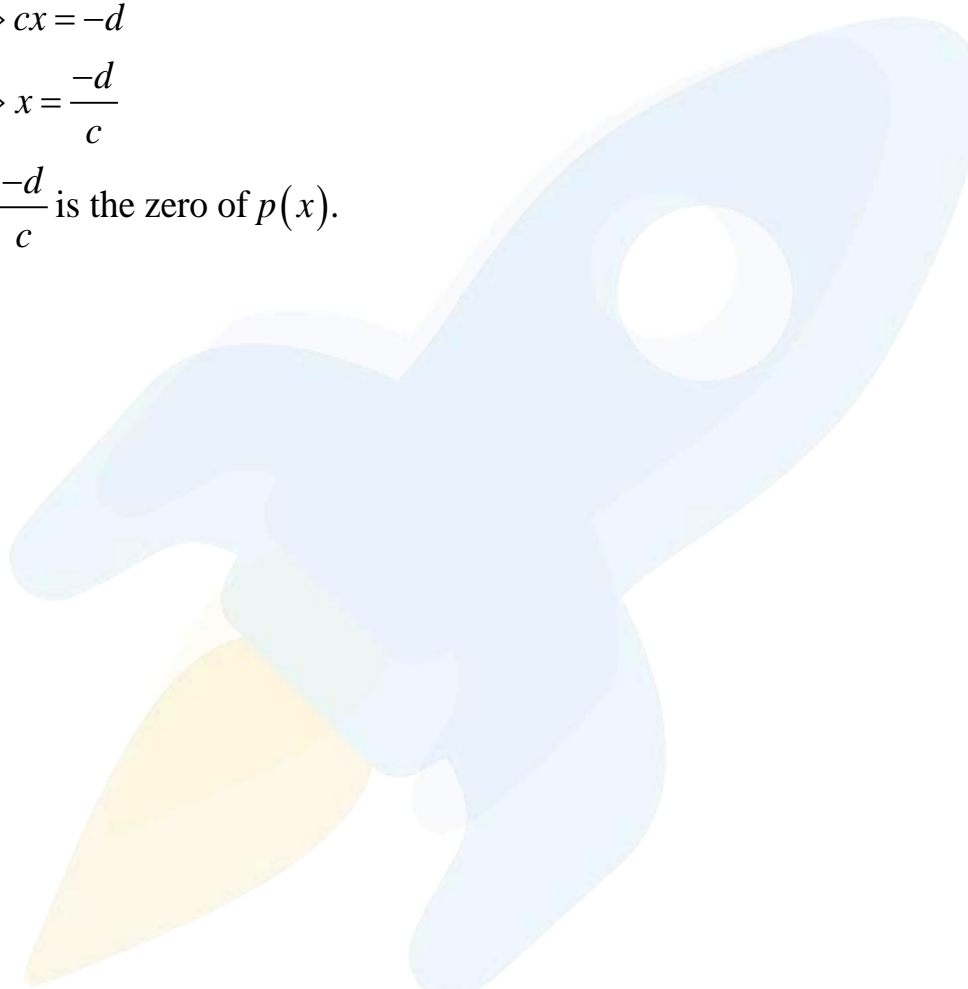 ⇒ cx = −d
⇒ x = −d/c
−d/c is the zero of p(x).